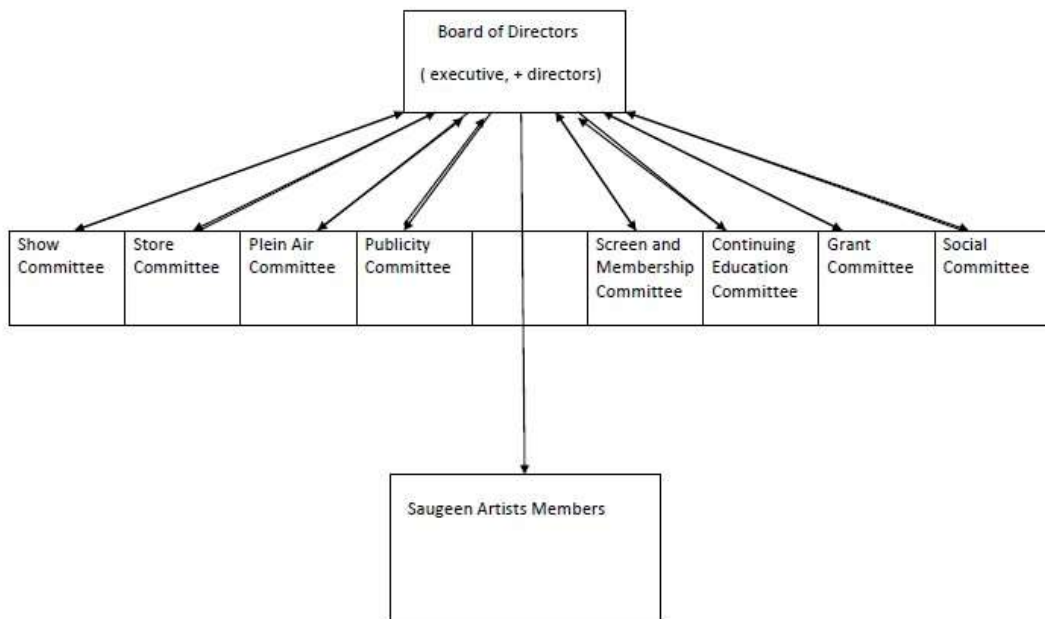 Board of Directors
( executive, + directors)
Show
Committee
Store
Committee
Plein Air
Committee
Publicity
Committee
Screen and
Membership
Committee
Continuing
Education
Committee
Grant
Committee
Social
Committee
Saugeen Artists Members